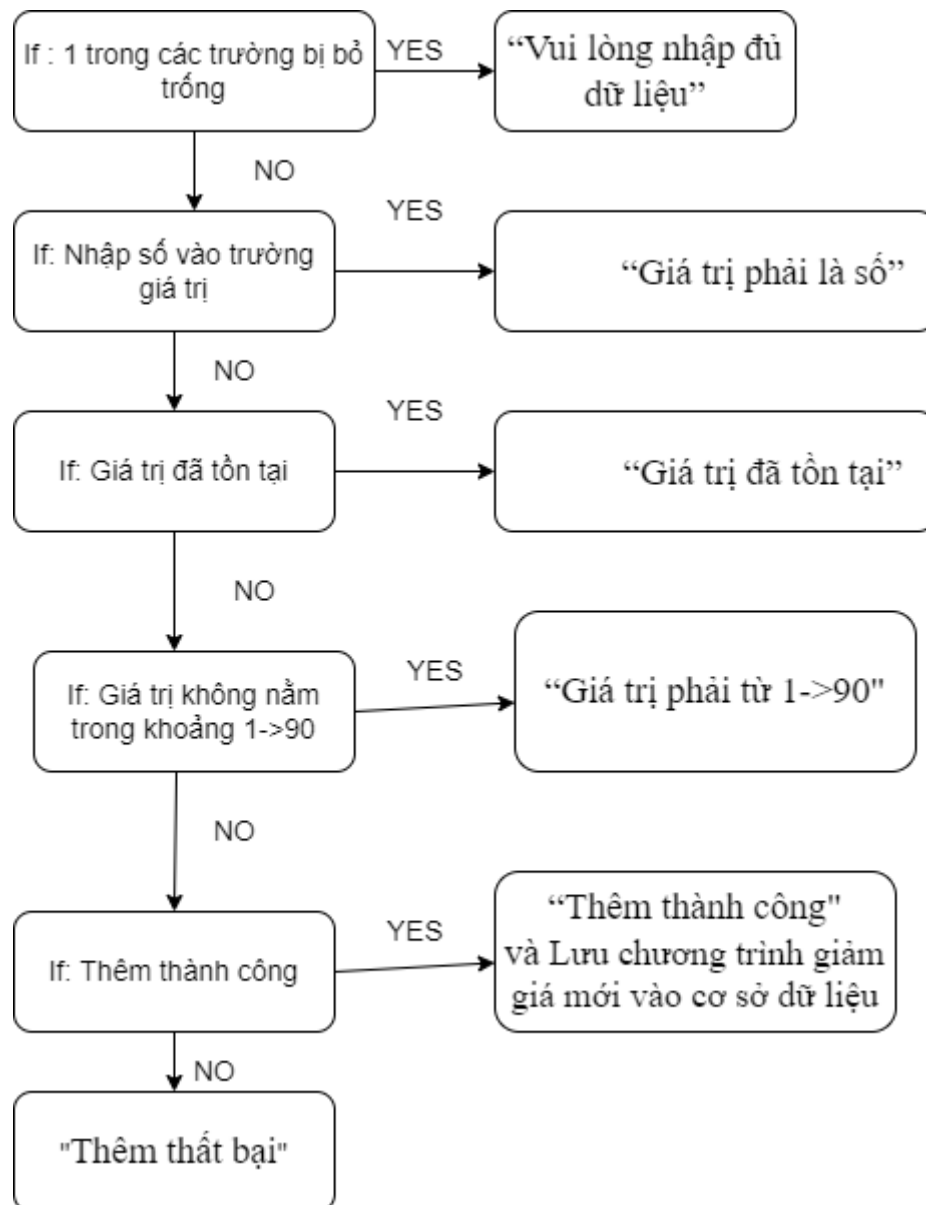 If : 1 trong các trường bị bỏ
trống
YES
“Vui lòng nhập đủ
dữ liệu”
NO
If: Nhập số vào trường
giá trị
YES
“Giá trị phải là số”
NO
If: Giá trị đã tồn tại
YES
“Giá trị đã tồn tại”
NO
If: Giá trị không nằm
trong khoảng 1->90
YES
“Giá trị phải từ 1->90"
NO
If: Thêm thành công
YES
“Thêm thành công"
và Lưu chương trình giảm
giá mới vào cơ sở dữ liệu
NO
"Thêm thất bại"